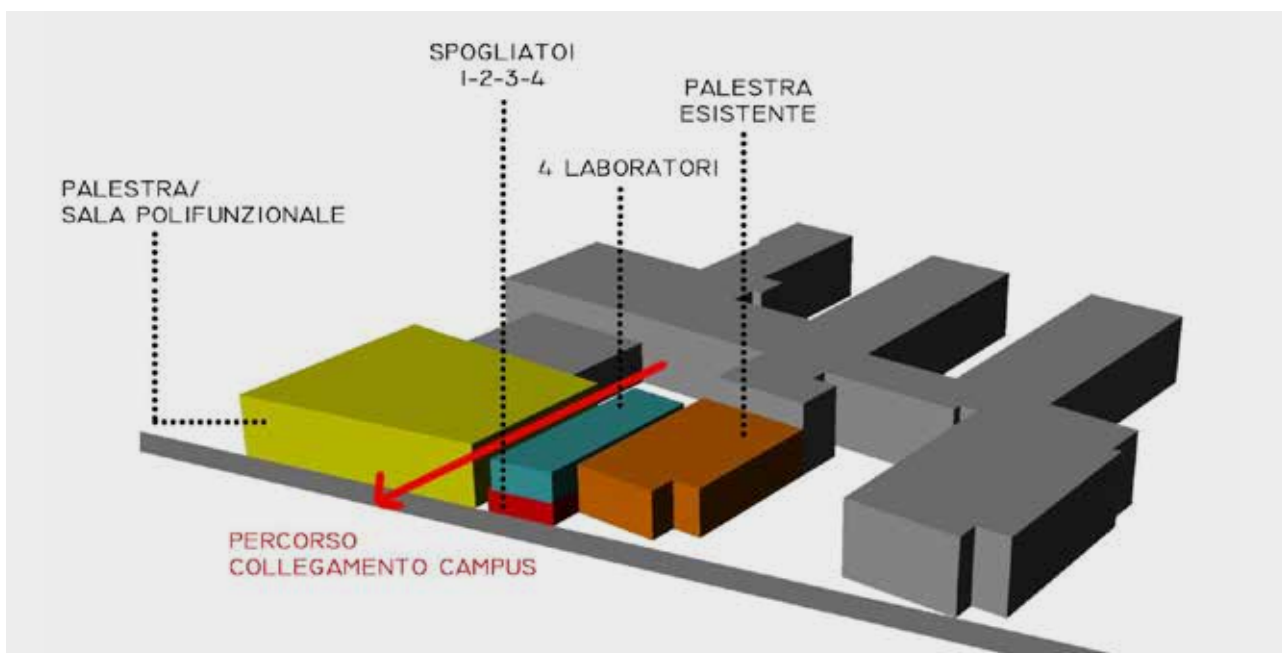 SPOGLIATOI
1-2-3-4
PALESTRA
ESISTENTE
4 LABORATORI
PALESTRA/
SALA POLIFUNZIONALE
PERCORSO
COLLEGAMENTO CAMPUS